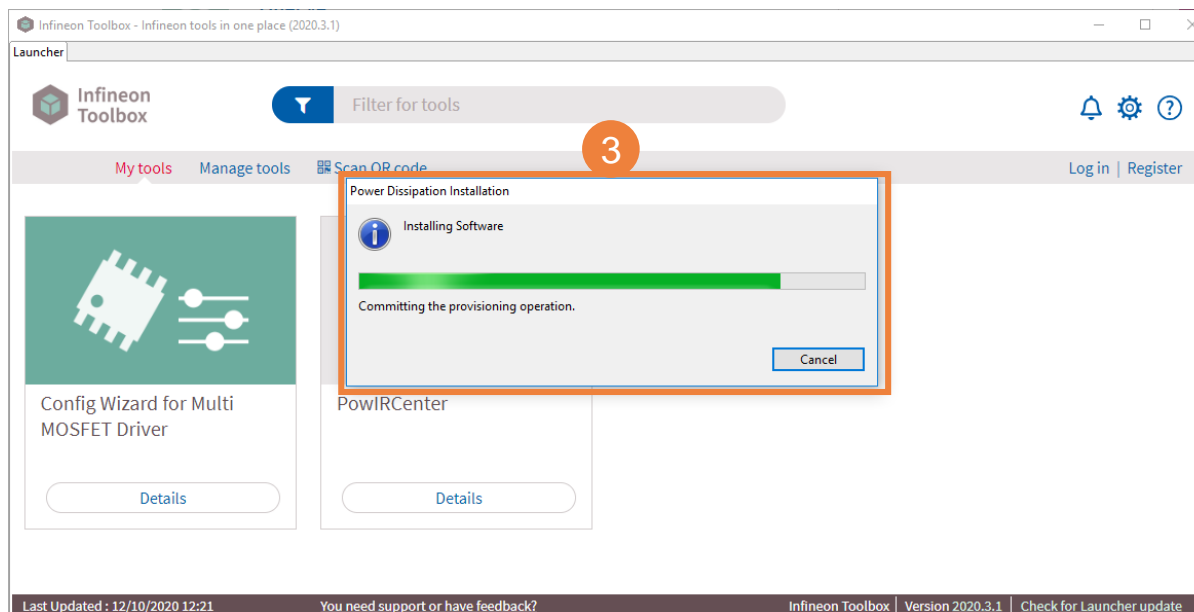 Infineon Toolbox - Infineon tools in one place (2020.3.1)
Launcher
Infineon
Toolbox
Filter for tools
3
My tools
Manage tools
Scan QR code
Log in | Register
Power Dissipation Installation
Installing Software
Committing the provisioning operation.
Cancel
Config Wizard for Multi
MOSFET Driver
PowIRCenter
Details
Details
Last Updated : 12/10/2020 12:21
You need support or have feedback?
Infineon Toolbox | Version 2020.3.1 | Check for Launcher update